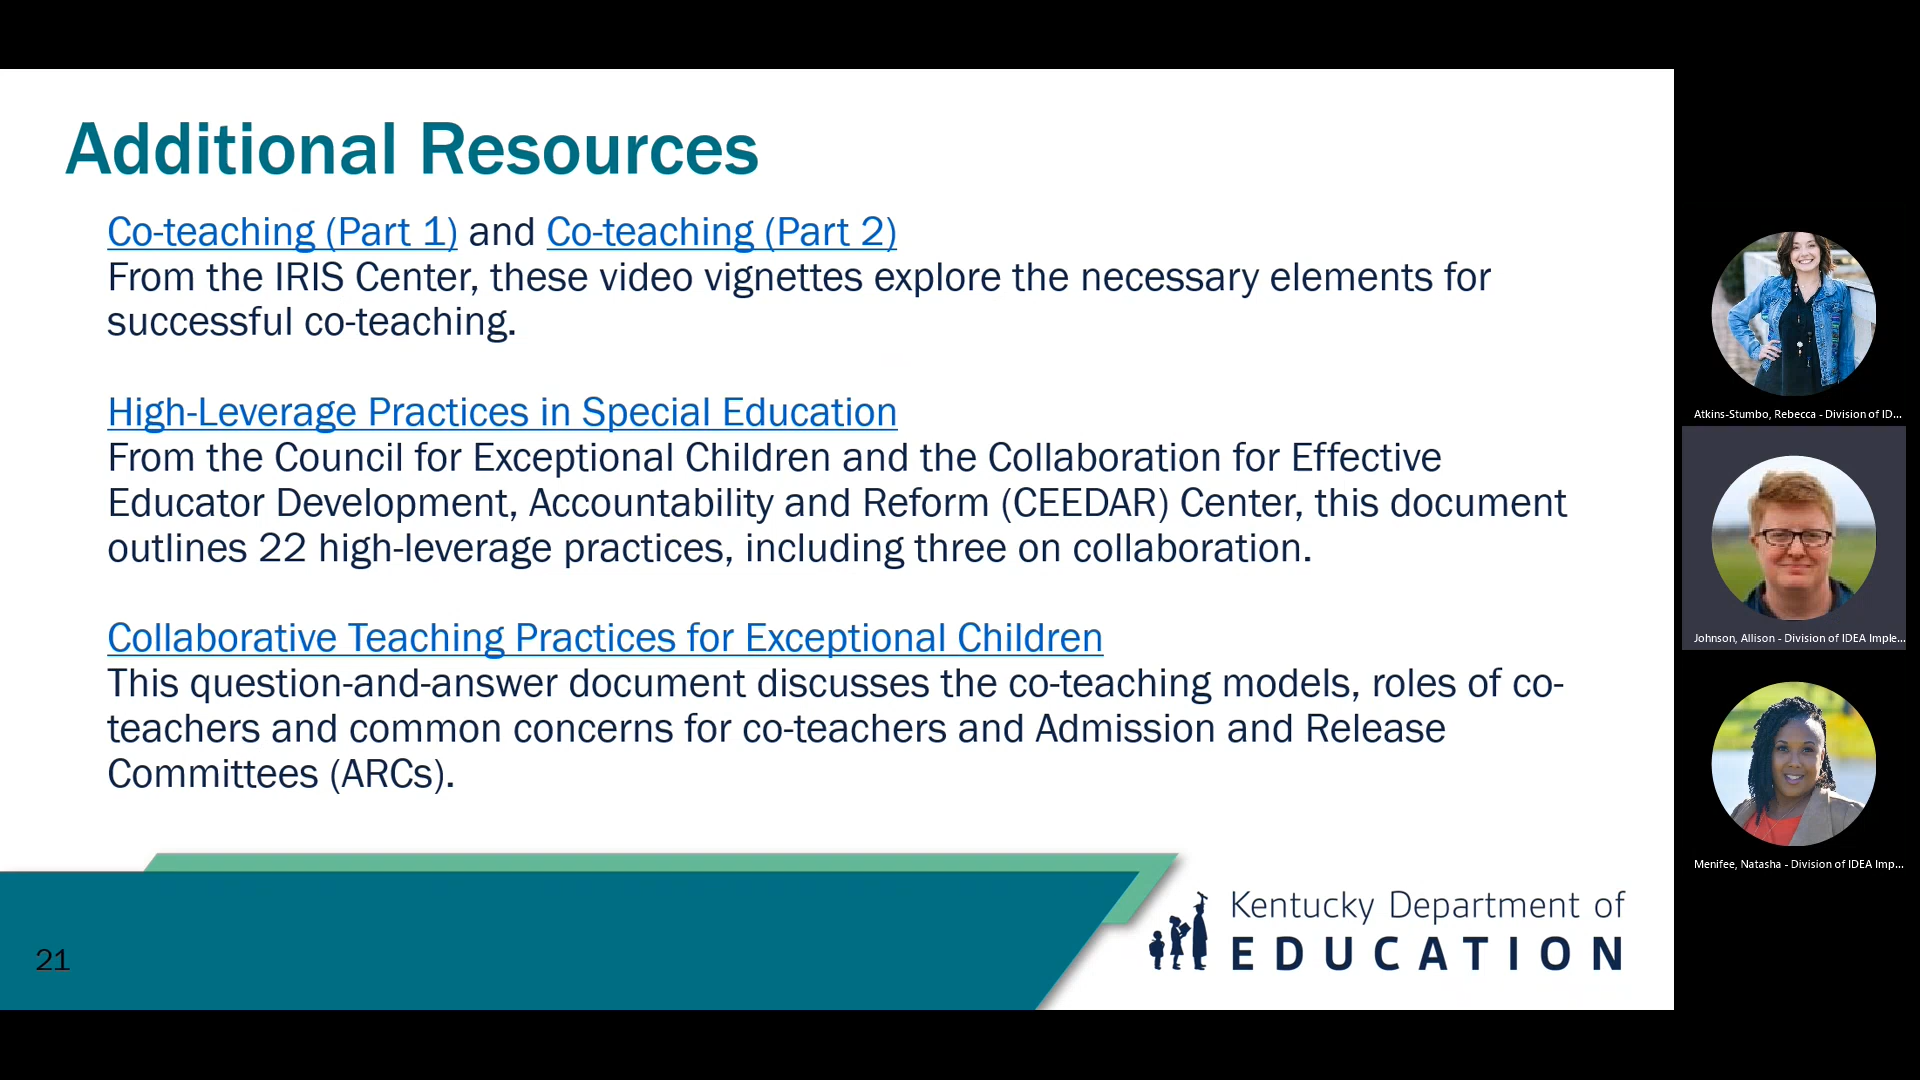 Additional Resources
Co-teaching (Part 1) and Co-teaching (Part 2)
From the IRIS Center, these video vignettes explore the necessary elements for
successful co-teaching.
High-Leverage Practices in Special Education
From the Council for Exceptional Children and the Collaboration for Effective
Educator Development, Accountability and Reform (CEEDAR) Center, this document
outlines 22 high-leverage practices, including three on collaboration.
Collaborative Teaching Practices for Exceptional Children
This question-and-answer document discusses the co-teaching models, roles of co-
teachers and common concerns for co-teachers and Admission and Release
Committees (ARCs).
21
Kentucky Department of
EDUCATION
Atkins-Stumbo, Rebecca - Division of ID...
Johnson, Allison - Division of IDEA Imple...
Menifee, Natasha - Division of IDEA Imp...